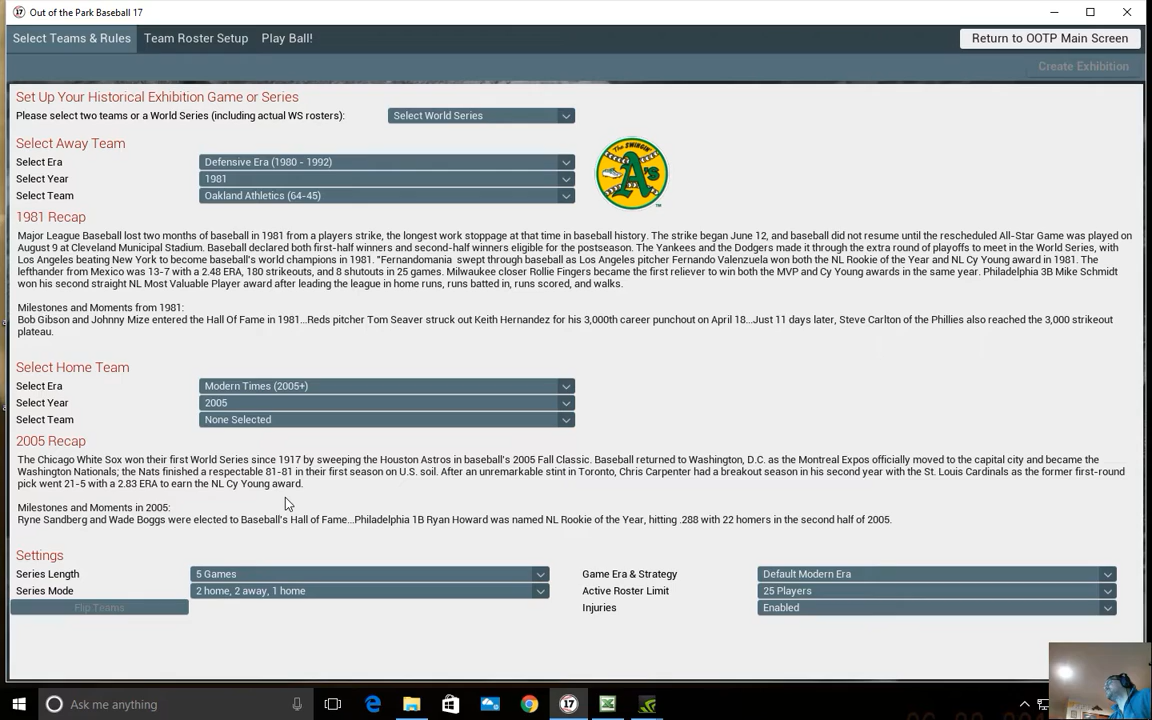 17 Out of the Park Baseball 17
Select Teams & Rules Team Roster Setup Play Ball! Return to OOTP Main Screen
Create Exhibition
Set Up Your Historical Exhibition Game or Series
Please select two teams or a World Series (including actual WS rosters): Select World Series
Select Away Team
Select Era Defensive Era (1980 - 1992)
Select Year 1981
Select Team Oakland Athletics (64-45)
THE SWINGIN' A's TM
1981 Recap
Major League Baseball lost two months of baseball in 1981 from a players strike, the longest work stoppage at that time in baseball history. The strike began June 12, and baseball did not resume until the rescheduled All-Star Game was played on
August 9 at Cleveland Municipal Stadium. Baseball declared both first-half winners and second-half winners eligible for the postseason. The Yankees and the Dodgers made it through the extra round of playoffs to meet in the World Series, with
Los Angeles beating New York to become baseball's world champions in 1981. "Fernandomania swept through baseball as Los Angeles pitcher Fernando Valenzuela won both the NL Rookie of the Year and NL Cy Young award in 1981. The
lefthander from Mexico was 13-7 with a 2.48 ERA, 180 strikeouts, and 8 shutouts in 25 games. Milwaukee closer Rollie Fingers became the first reliever to win both the MVP and Cy Young awards in the same year. Philadelphia 3B Mike Schmidt
won his second straight NL Most Valuable Player award after leading the league in home runs, runs batted in, runs scored, and walks.
Milestones and Moments from 1981:
Bob Gibson and Johnny Mize entered the Hall Of Fame in 1981...Reds pitcher Tom Seaver struck out Keith Hernandez for his 3,000th career punchout on April 18...Just 11 days later, Steve Carlton of the Phillies also reached the 3,000 strikeout
plateau.
Select Home Team
Select Era Modern Times (2005+)
Select Year 2005
Select Team None Selected
2005 Recap
The Chicago White Sox won their first World Series since 1917 by sweeping the Houston Astros in baseball's 2005 Fall Classic. Baseball returned to Washington, D.C. as the Montreal Expos officially moved to the capital city and became the
Washington Nationals; the Nats finished a respectable 81-81 in their first season on U.S. soil. After an unremarkable stint in Toronto, Chris Carpenter had a breakout season in his second year with the St. Louis Cardinals as the former first-round
pick went 21-5 with a 2.83 ERA to earn the NL Cy Young award.
Milestones and Moments in 2005:
Ryne Sandberg and Wade Boggs were elected to Baseball's Hall of Fame...Philadelphia 1B Ryan Howard was named NL Rookie of the Year, hitting .288 with 22 homers in the second half of 2005.
Settings
Series Length 5 Games Game Era & Strategy Default Modern Era
Series Mode 2 home, 2 away, 1 home Active Roster Limit 25 Players
Flip Teams Injuries Enabled
Ask me anything 17